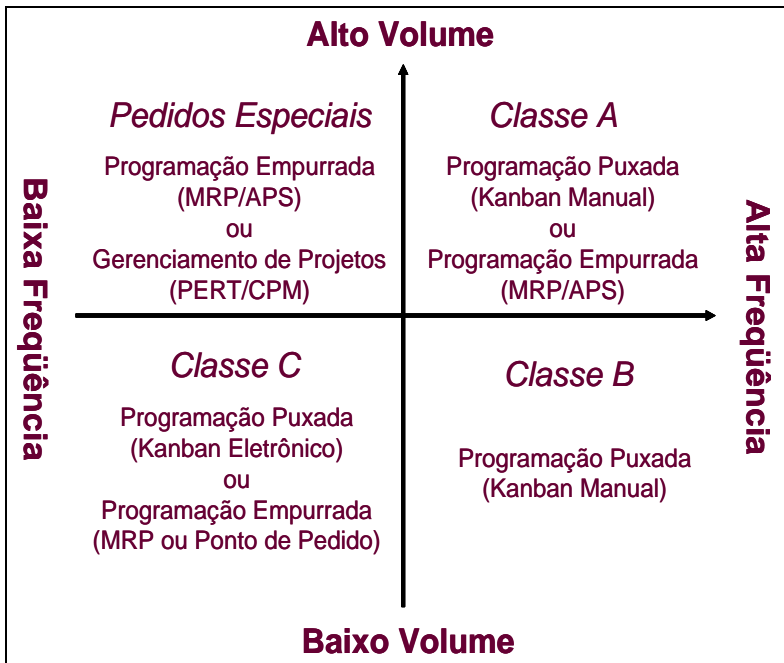 Alto Volume
Pedidos Especiais
Programação Empurrada
(MRP/APS)
ou
Gerenciamento de Projetos
(PERT/CPM)
Classe A
Programação Puxada
(Kanban Manual)
ou
Programação Empurrada
(MRP/APS)
Baixa Freqüência
Alta Freqüência
Classe C
Programação Puxada
(Kanban Eletrônico)
ou
Programação Empurrada
(MRP ou Ponto de Pedido)
Classe B
Programação Puxada
(Kanban Manual)
Baixo Volume